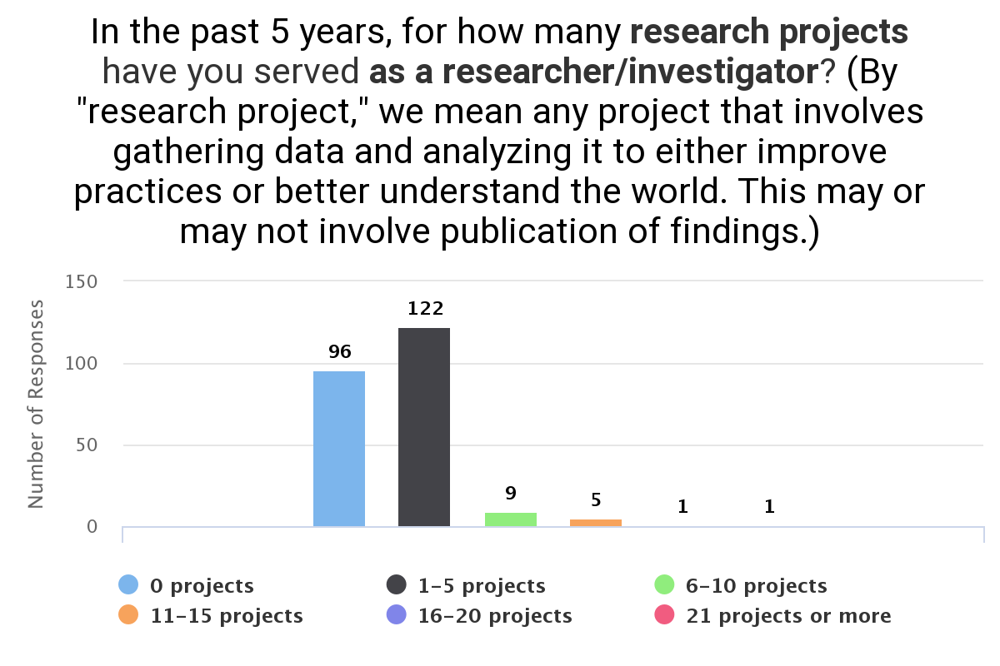 In the past 5 years, for how many research projects
have you served as a researcher/investigator? (By
"research project," we mean any project that involves
gathering data and analyzing it to either improve
practices or better understand the world. This may or
may not involve publication of findings.)
Number of Responses
150
100
50
0
96
122
9
5
1
1
0 projects
1–5 projects
6–10 projects
11–15 projects
16–20 projects
21 projects or more